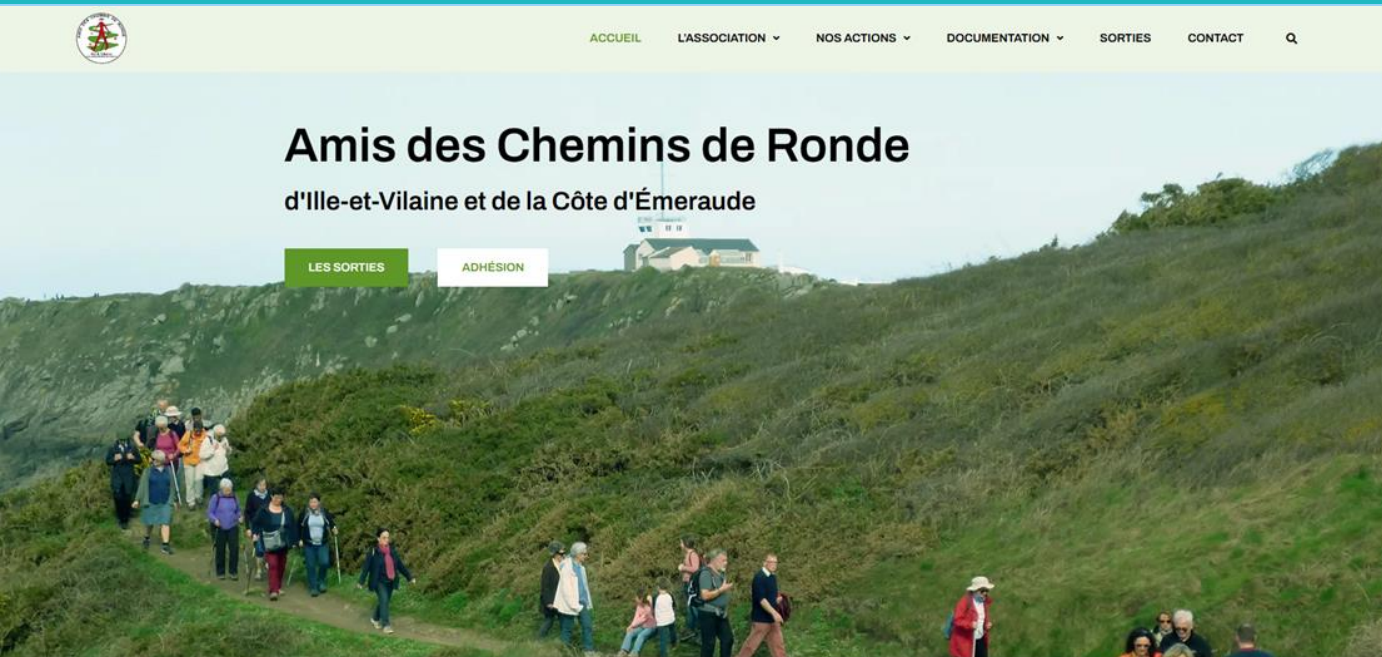 ACCUEIL L'ASSOCIATION NOS ACTIONS DOCUMENTATION SORTIES CONTACT
Amis des Chemins de Ronde
d'Ille-et-Vilaine et de la Côte d'Émeraude
LES SORTIES ADHÉSION